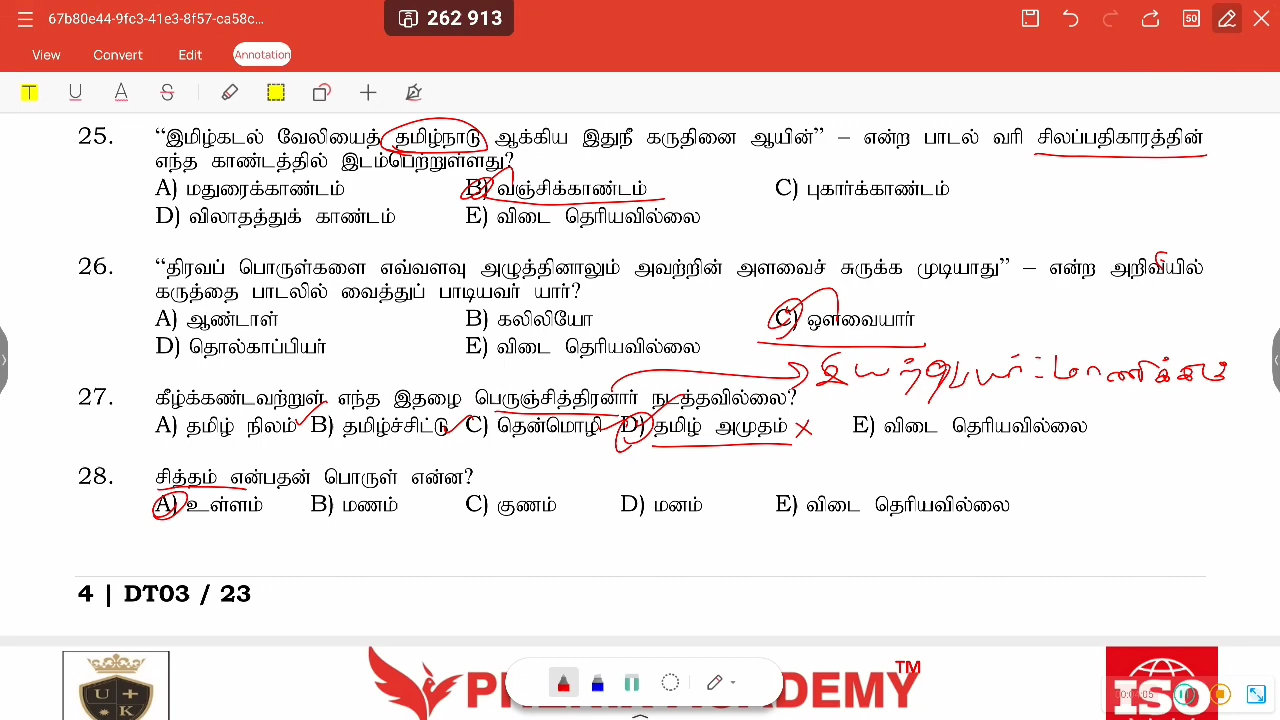 67b80e44-9fc3-41e3-8f57-ca58c...
262 913
50
View Convert Edit Annotation
25. “இமிழ்கடல் வேலியைத் தமிழ்நாடு ஆக்கிய இதுநீ கருதினை ஆயின்” – என்ற பாடல் வரி சிலப்பதிகாரத்தின்
எந்த காண்டத்தில் இடம்பெற்றுள்ளது?
A) மதுரைக்காண்டம் B) வஞ்சிக்காண்டம் C) புகார்க்காண்டம்
D) விலாதத்துக் காண்டம் E) விடை தெரியவில்லை
26. “திரவப் பொருள்களை எவ்வளவு அழுத்தினாலும் அவற்றின் அளவைச் சுருக்க முடியாது” – என்ற அறிவியில்
கருத்தை பாடலில் வைத்துப் பாடியவர் யார்?
A) ஆண்டாள் B) கலிலியோ C) ஔவையார்
D) தொல்காப்பியர் E) விடை தெரியவில்லை
இயற்பெயர் : மாணிக்கம்
27. கீழ்க்கண்டவற்றுள் எந்த இதழை பெருஞ்சித்திரனார் நடத்தவில்லை?
A) தமிழ் நிலம் B) தமிழ்ச்சிட்டு C) தென்மொழி D) தமிழ் அமுதம் E) விடை தெரியவில்லை
28. சித்தம் என்பதன் பொருள் என்ன?
A) உள்ளம் B) மணம் C) குணம் D) மனம் E) விடை தெரியவில்லை
4 | DT03 / 23
U K
TM
ISO